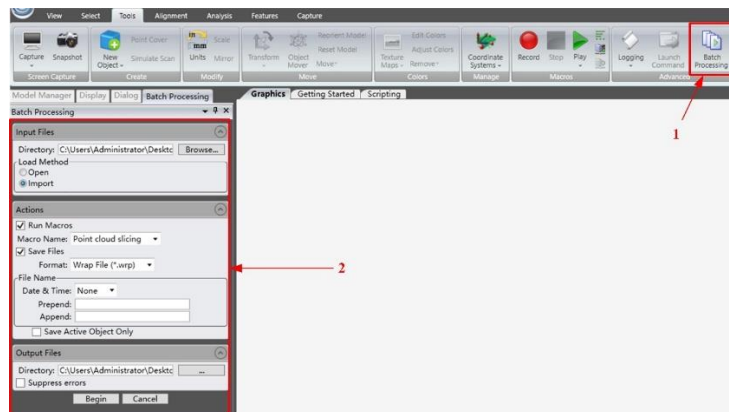 View Select Tools Alignment Analysis Features Capture
Capture Snapshot New Object Point Cover Simulate Scan in mm Units Scale Mirror Transform Object Mover Reorient Model Reset Model Move Texture Maps Edit Colors Adjust Colors Remove Coordinate Systems Record Stop Play Logging Launch Command Batch Processing
Screen Capture Create Modify Move Colors Manage Macros Advanced
1
Model Manager Display Dialog Batch Processing Graphics Getting Started Scripting
Batch Processing
Input Files
Directory: C:\Users\Administrator\Deskto Browse...
Load Method
Open
Import
Actions
Run Macros
Macro Name: Point cloud slicing
Save Files
Format: Wrap File (*.wrp)
2
File Name
Date & Time: None
Prepend:
Append:
Save Active Object Only
Output Files
Directory: C:\Users\Administrator\Deskto ...
Suppress errors
Begin Cancel